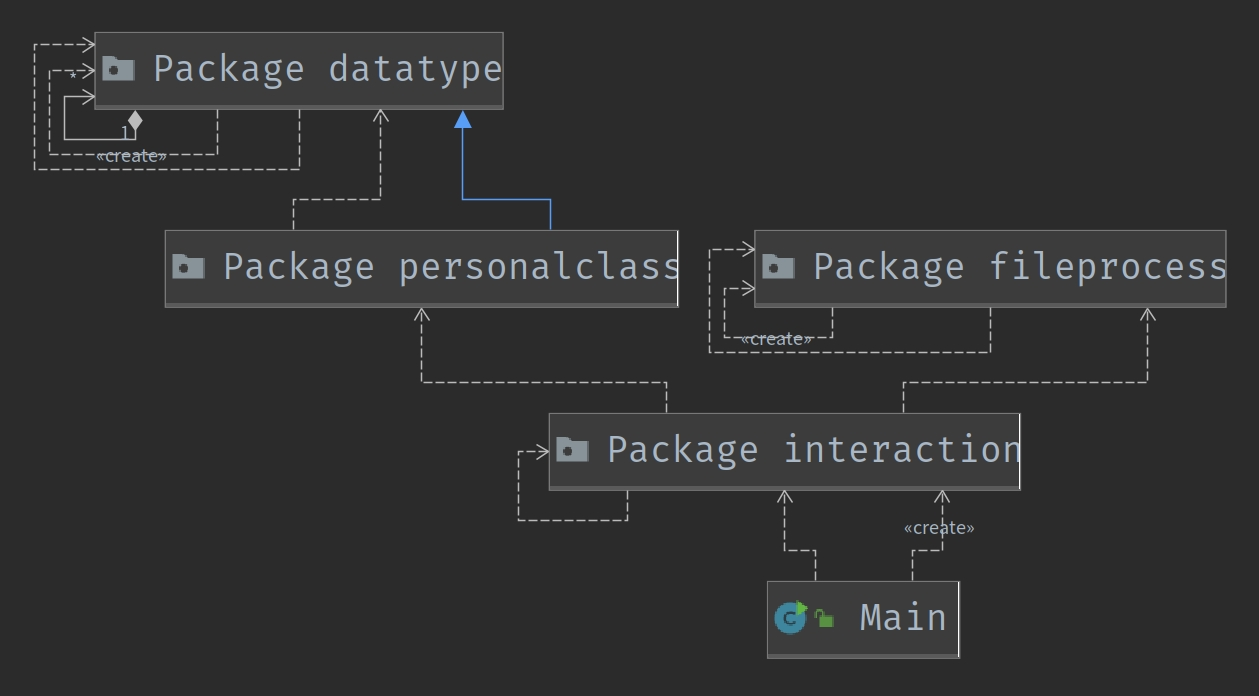 Package datatype
*
1
«create»
Package personalclass
Package fileprocess
«create»
Package interaction
«create»
C
Main